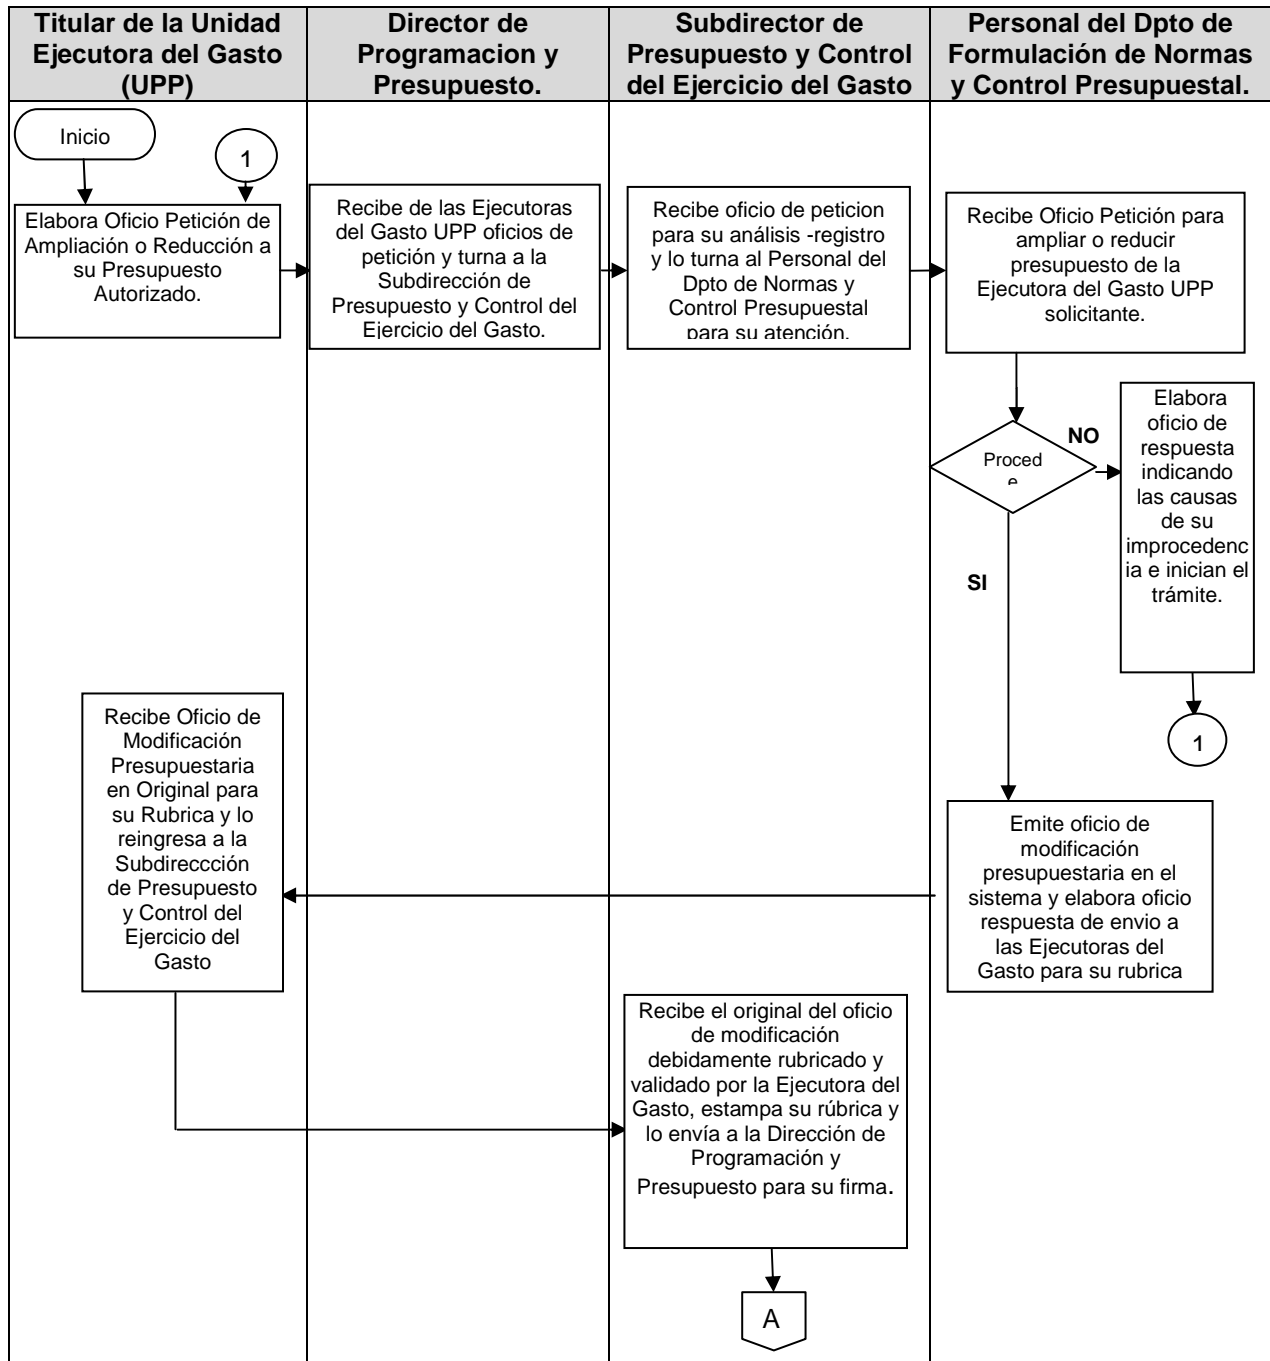 Titular de la Unidad
Ejecutora del Gasto
(UPP)
Director de
Programacion y
Presupuesto.
Subdirector de
Presupuesto y Control
del Ejercicio del Gasto
Personal del Dpto de
Formulación de Normas
y Control Presupuestal.
Inicio
1
Elabora Oficio Petición de
Ampliación o Reducción a
su Presupuesto
Autorizado.
Recibe de las Ejecutoras
del Gasto UPP oficios de
petición y turna a la
Subdirección de
Presupuesto y Control del
Ejercicio del Gasto.
Recibe oficio de peticion
para su análisis -registro
y lo turna al Personal del
Dpto de Normas y
Control Presupuestal
para su atención.
Recibe Oficio Petición para
ampliar o reducir
presupuesto de la
Ejecutora del Gasto UPP
solicitante.
Proced
e
NO
SI
Elabora
oficio de
respuesta
indicando
las causas
de su
improcedenc
ia e inician el
trámite.
1
Recibe Oficio de
Modificación
Presupuestaria
en Original para
su Rubrica y lo
reingresa a la
Subdireccción
de Presupuesto
y Control del
Ejercicio del
Gasto
Emite oficio de
modificación
presupuestaria en el
sistema y elabora oficio
respuesta de envio a
las Ejecutoras del
Gasto para su rubrica
Recibe el original del oficio
de modificación
debidamente rubricado y
validado por la Ejecutora del
Gasto, estampa su rúbrica y
lo envía a la Dirección de
Programación y
Presupuesto para su firma.
A